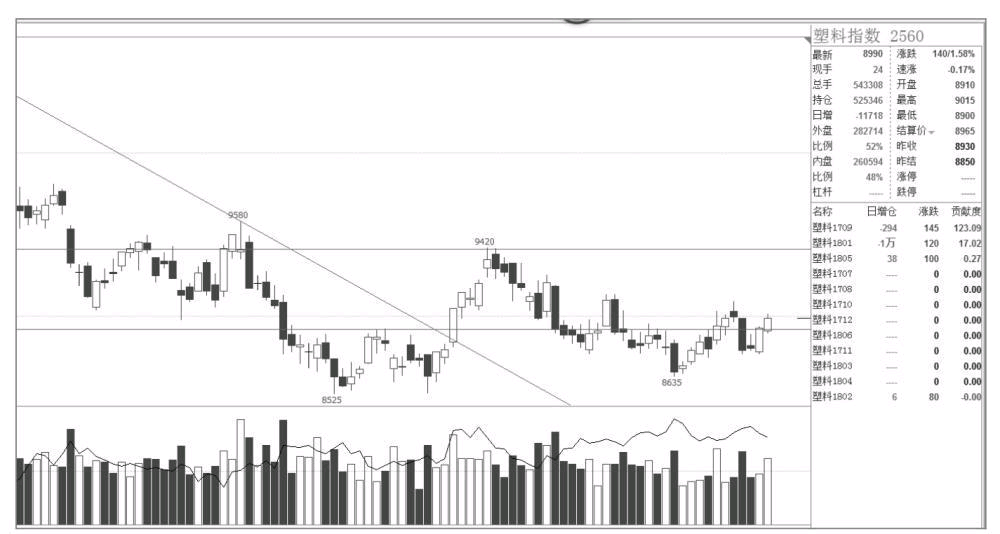 塑料指数 2560
最新 8990 涨跌 140/1.58%
现手 24 速涨 -0.17%
总手 543308 开盘 8910
持仓 525346 最高 9015
日增 -11718 最低 8900
外盘 282714 结算价 8965
比例 52% 昨收 8930
内盘 260594 昨结 8850
比例 48% 涨停 -----
杠杆 ----- 跌停 -----
名称 日增仓 涨跌 贡献度
塑料1709 -294 145 123.09
塑料1801 -1万 120 17.02
塑料1805 38 100 0.27
塑料1707 ---- 0 0.00
塑料1708 ---- 0 0.00
塑料1710 ---- 0 0.00
塑料1712 ---- 0 0.00
塑料1806 ---- 0 0.00
塑料1711 ---- 0 0.00
塑料1803 ---- 0 0.00
塑料1804 ---- 0 0.00
塑料1802 6 80 -0.00
9580
9420
8525
8635